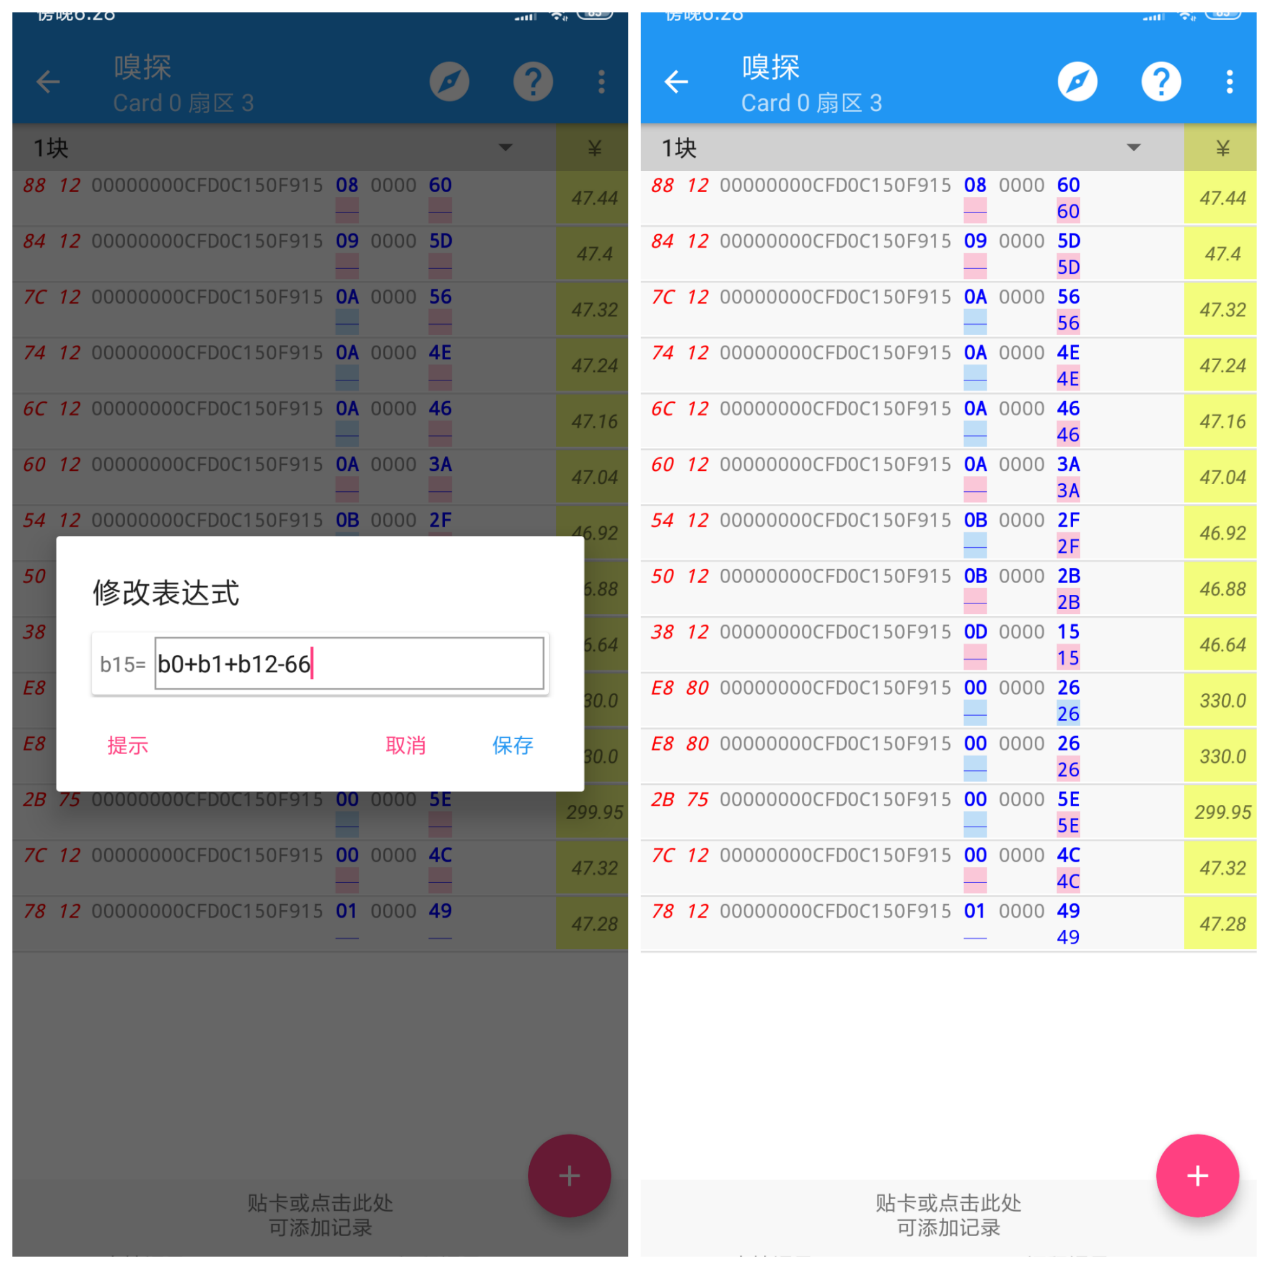 傍晚6:28
嗅探
Card 0 扇区 3
1块 ¥
88 12 00000000CFD0C150F915 08 0000 60 47.44
84 12 00000000CFD0C150F915 09 0000 5D 47.4
7C 12 00000000CFD0C150F915 0A 0000 56 47.32
74 12 00000000CFD0C150F915 0A 0000 4E 47.24
6C 12 00000000CFD0C150F915 0A 0000 46 47.16
60 12 00000000CFD0C150F915 0A 0000 3A 47.04
54 12 00000000CFD0C150F915 0B 0000 2F 46.92
50 6.88
38 6.64
E8 30.0
E8 30.0
修改表达式
b15= b0+b1+b12-66
提示 取消 保存
2B 75 00000000CFD0C150F915 00 0000 5E 299.95
7C 12 00000000CFD0C150F915 00 0000 4C 47.32
78 12 00000000CFD0C150F915 01 0000 49 47.28
贴卡或点击此处
可添加记录
傍晚6:28
嗅探
Card 0 扇区 3
1块 ¥
88 12 00000000CFD0C150F915 08 0000 60 47.44
60
84 12 00000000CFD0C150F915 09 0000 5D 47.4
5D
7C 12 00000000CFD0C150F915 0A 0000 56 47.32
56
74 12 00000000CFD0C150F915 0A 0000 4E 47.24
4E
6C 12 00000000CFD0C150F915 0A 0000 46 47.16
46
60 12 00000000CFD0C150F915 0A 0000 3A 47.04
3A
54 12 00000000CFD0C150F915 0B 0000 2F 46.92
2F
50 12 00000000CFD0C150F915 0B 0000 2B 46.88
2B
38 12 00000000CFD0C150F915 0D 0000 15 46.64
15
E8 80 00000000CFD0C150F915 00 0000 26 330.0
26
E8 80 00000000CFD0C150F915 00 0000 26 330.0
26
2B 75 00000000CFD0C150F915 00 0000 5E 299.95
5E
7C 12 00000000CFD0C150F915 00 0000 4C 47.32
4C
78 12 00000000CFD0C150F915 01 0000 49 47.28
49
贴卡或点击此处
可添加记录